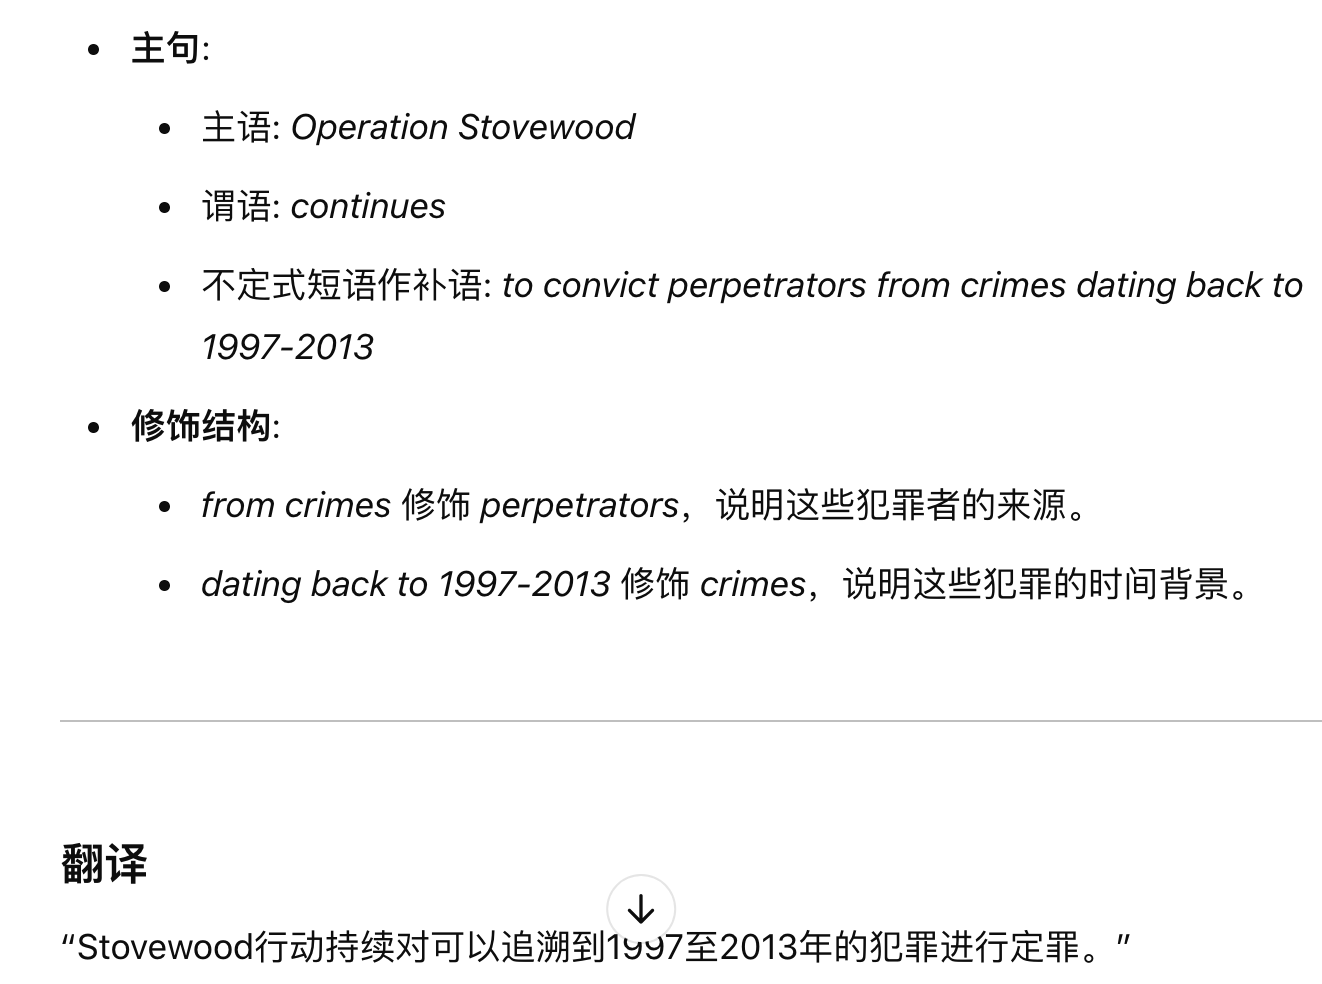 主句:
主语: Operation Stovewood
谓语: continues
不定式短语作补语: to convict perpetrators from crimes dating back to
1997-2013
修饰结构:
from crimes 修饰 perpetrators，说明这些犯罪者的来源。
dating back to 1997-2013 修饰 crimes，说明这些犯罪的时间背景。
翻译
“Stovewood行动持续对可以追溯到1997至2013年的犯罪进行定罪。”